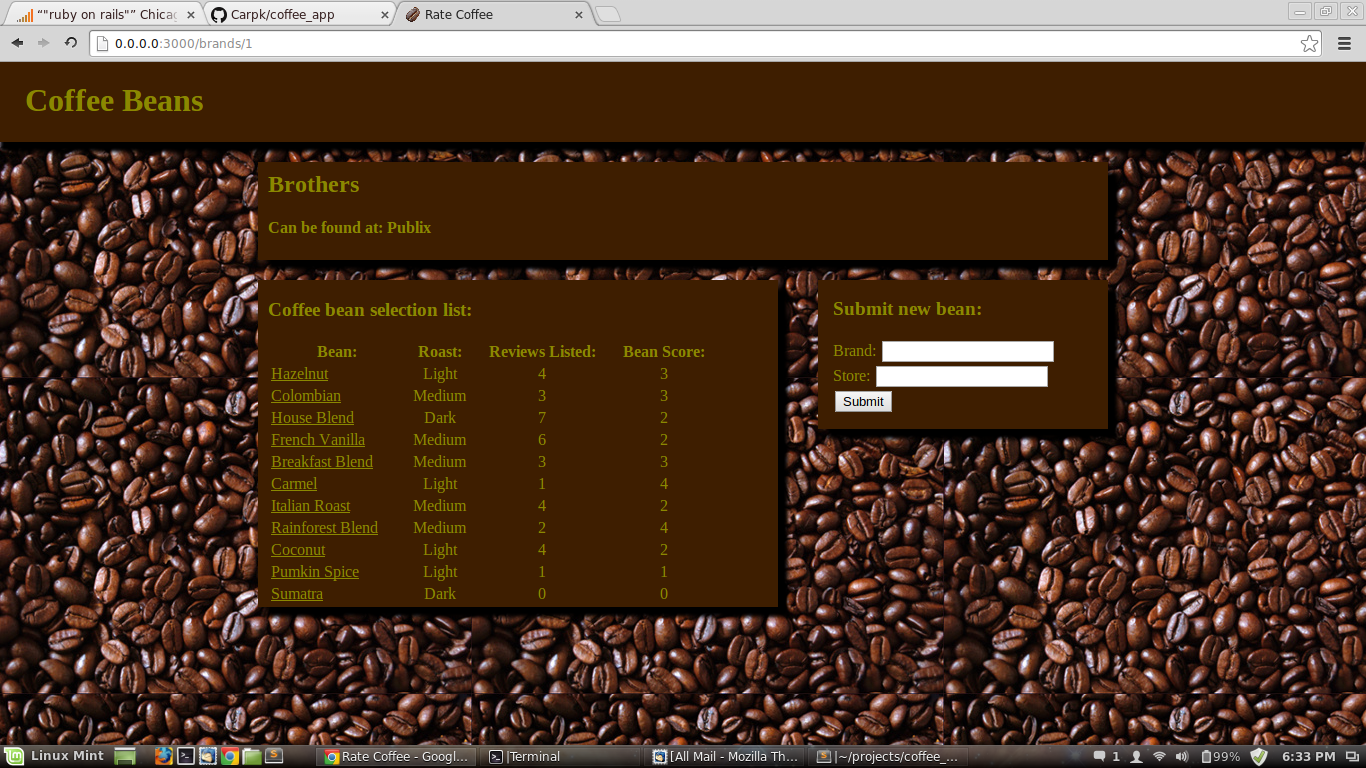 “"ruby on rails"” Chicag
Carpk/coffee_app
Rate Coffee
0.0.0.0:3000/brands/1
Coffee Beans
Brothers
Can be found at: Publix
Coffee bean selection list:
Bean: Roast: Reviews Listed: Bean Score:
Hazelnut Light 4 3
Colombian Medium 3 3
House Blend Dark 7 2
French Vanilla Medium 6 2
Breakfast Blend Medium 3 3
Carmel Light 1 4
Italian Roast Medium 4 2
Rainforest Blend Medium 2 4
Coconut Light 4 2
Pumkin Spice Light 1 1
Sumatra Dark 0 0
Submit new bean:
Brand:
Store:
Submit
Linux Mint Rate Coffee - Googl... |Terminal [All Mail - Mozilla Th... |~/projects/coffee_... 1 99% 6:33 PM